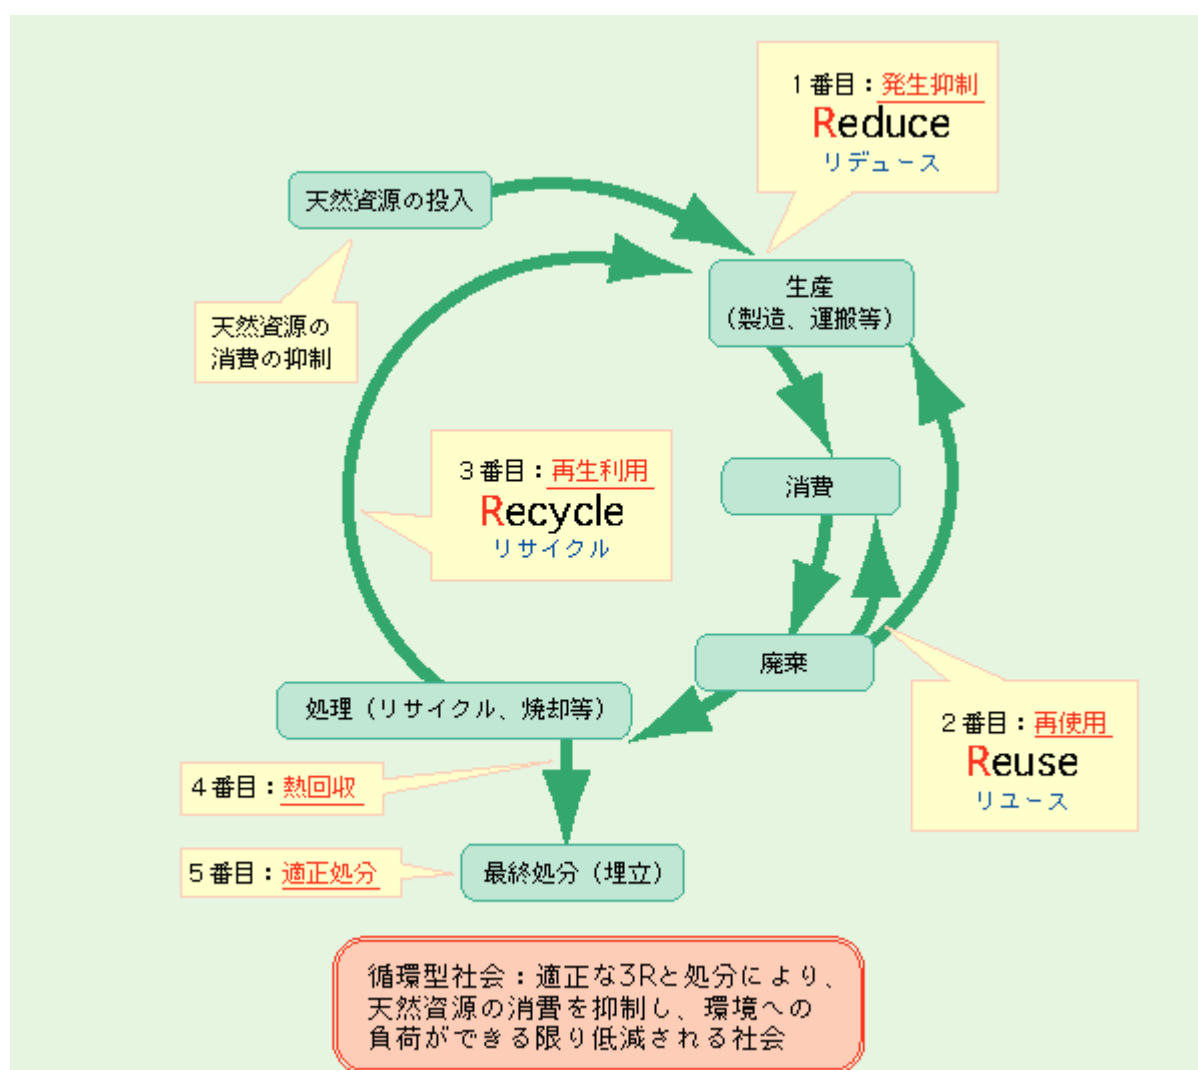 1番目：発生抑制
Reduce
リデュース
天然資源の投入
生産
（製造、運搬等）
天然資源の
消費の抑制
3番目：再生利用
Recycle
リサイクル
消費
廃棄
処理（リサイクル、焼却等）
2番目：再使用
Reuse
リユース
4番目：熱回収
5番目：適正処分
最終処分（埋立）
循環型社会：適正な3Rと処分により、
天然資源の消費を抑制し、環境への
負荷ができる限り低減される社会